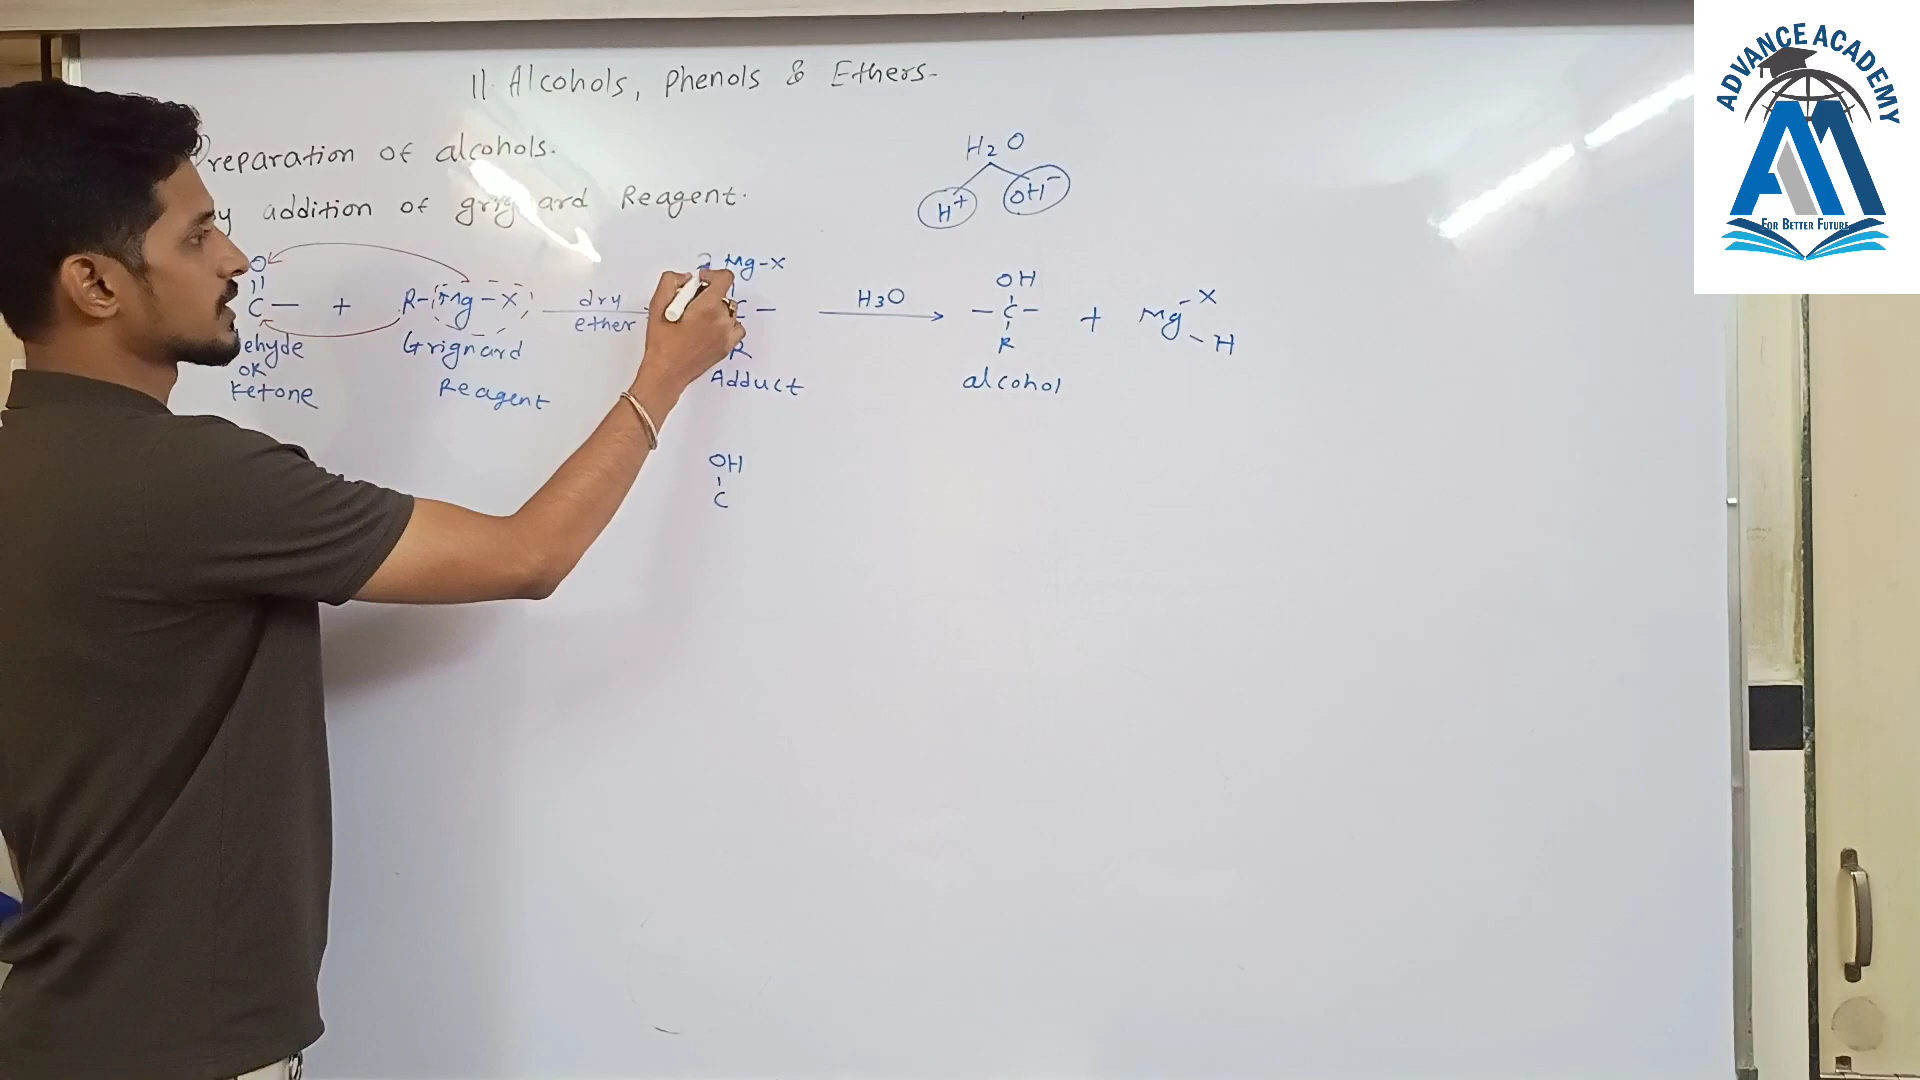 11. Alcohols, Phenols & Ethers.
Preparation of alcohols.
y addition of grignard Reagent.
H2O
H+ OH-
O
C— + R-Mg-X dry ether
Mg-X
C—
R
H3O
OH
-C-
R
+ Mg X H
ehyde
OR
Ketone
Grignard
Reagent
Adduct
alcohol
OH
C
ADVANCE ACADEMY
FOR BETTER FUTURE